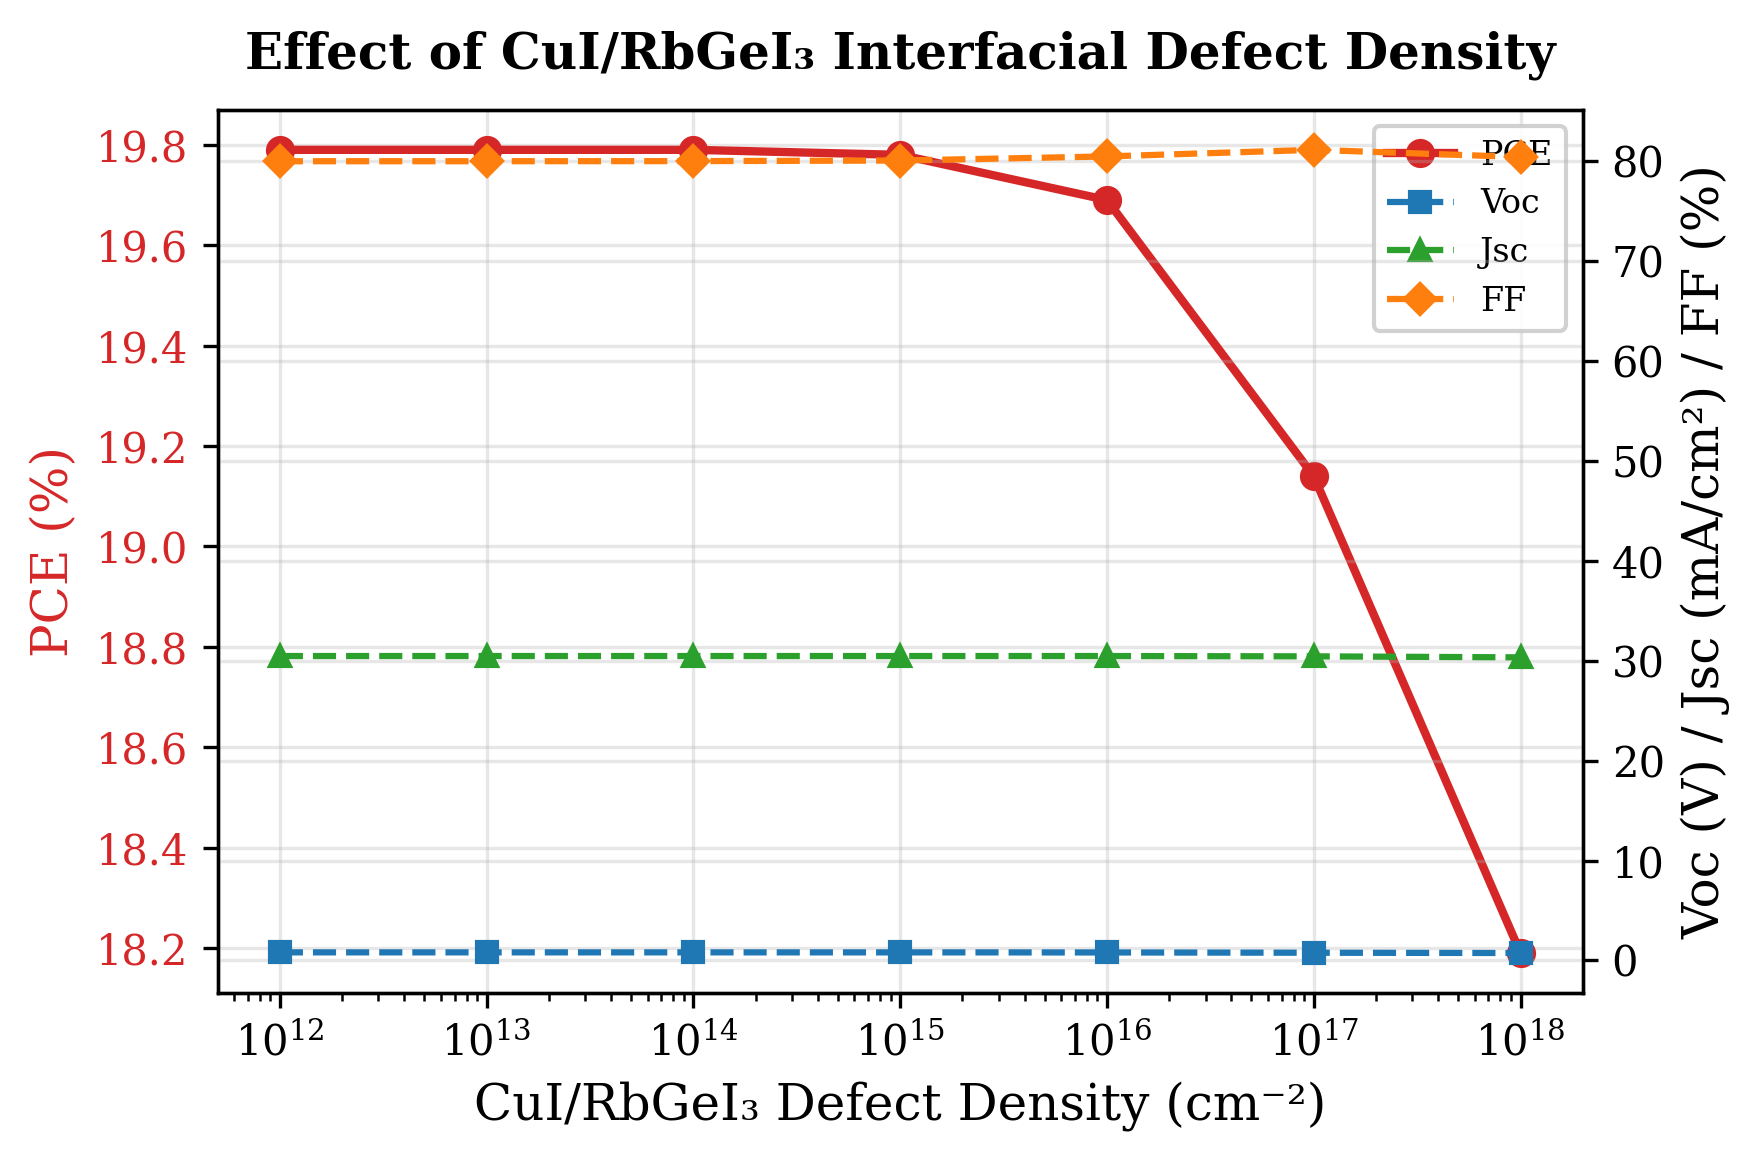 Effect of CuI/RbGeI₃ Interfacial Defect Density
PCE (%)
19.8
19.6
19.4
19.2
19.0
18.8
18.6
18.4
18.2
PCE
Voc
Jsc
FF
80
70
60
50
40
30
20
10
0
Voc (V) / Jsc (mA/cm²) / FF (%)
10¹² 10¹³ 10¹⁴ 10¹⁵ 10¹⁶ 10¹⁷ 10¹⁸
CuI/RbGeI₃ Defect Density (cm⁻²)